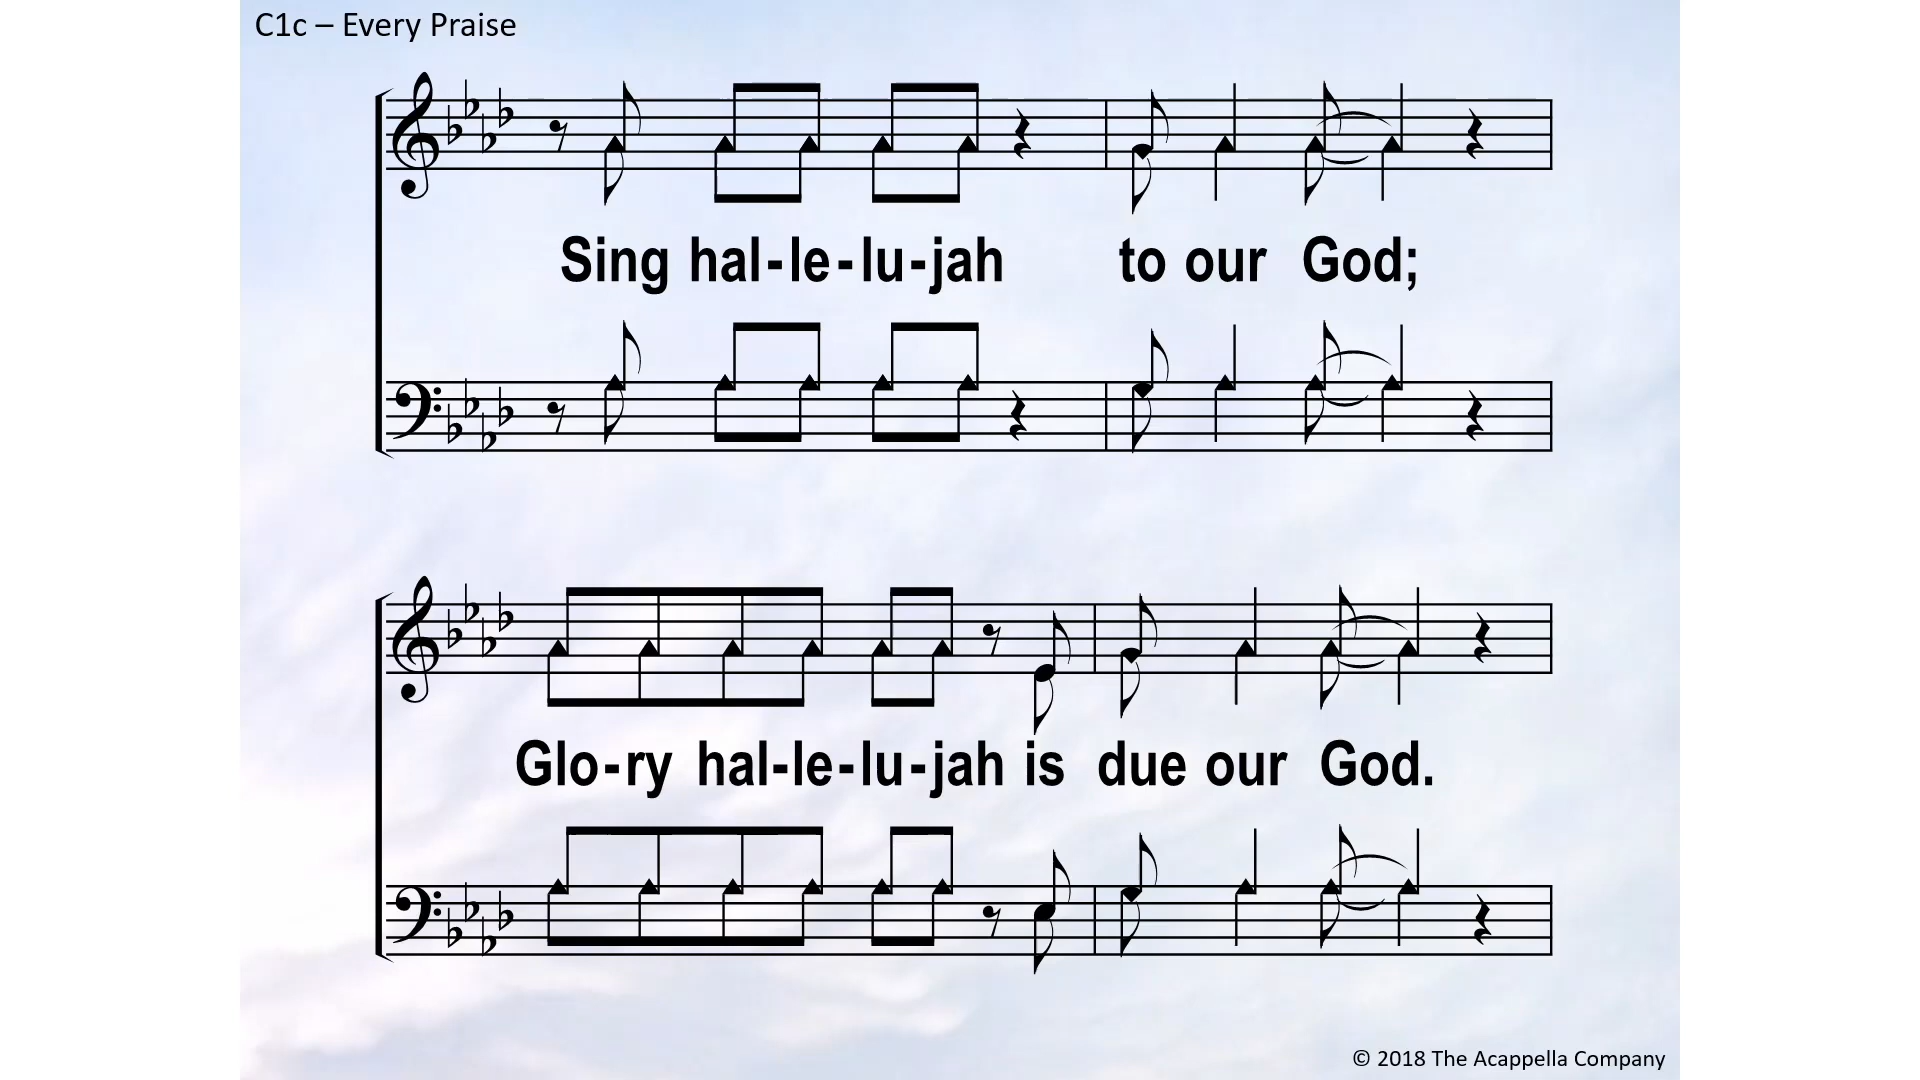 C1c – Every Praise
Sing hal-le-lu-jah to our God;
Glo-ry hal-le-lu-jah is due our God.
© 2018 The Acappella Company